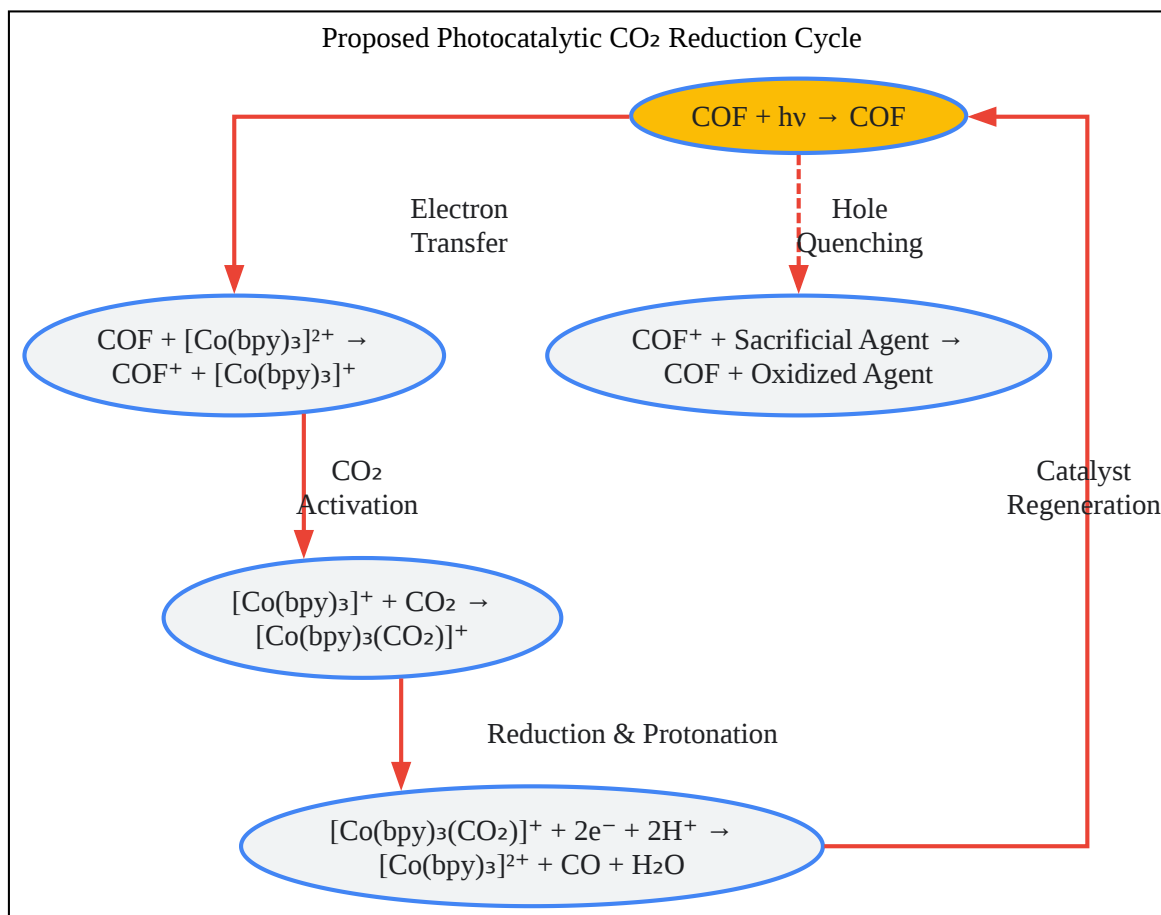 Proposed Photocatalytic CO₂ Reduction Cycle
COF + hν → COF
Electron
Transfer
Hole
Quenching
COF + [Co(bpy)₃]²⁺ →
COF⁺ + [Co(bpy)₃]⁺
COF⁺ + Sacrificial Agent →
COF + Oxidized Agent
CO₂
Activation
Catalyst
Regeneration
[Co(bpy)₃]⁺ + CO₂ →
[Co(bpy)₃(CO₂)]⁺
Reduction & Protonation
[Co(bpy)₃(CO₂)]⁺ + 2e⁻ + 2H⁺ →
[Co(bpy)₃]²⁺ + CO + H₂O